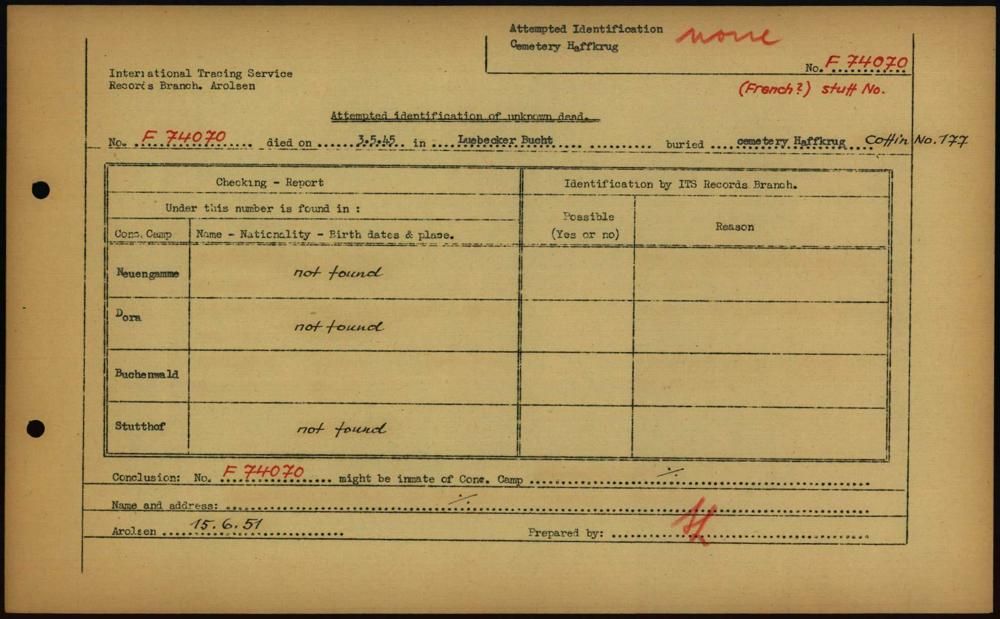 Attempted Identification none
Cemetery Haffkrug
No. F 74070
International Tracing Service
Records Branch. Arolsen
(French?) stuff No.
Attempted identification of unknown dead.
No. F 74070 died on 3.5.45 in Luebecker Bucht buried cemetery Haffkrug Coffin No. 177
Checking - Report
Identification by ITS Records Branch.
Under this number is found in :
Possible
(Yes or no)
Reason
Conc. Camp
Name - Nationality - Birth dates & place.
Neuengamme not found
Dora not found
Buchenwald
Stutthof not found
Conclusion: No. F 74070 might be inmate of Conc. Camp ./.
Name and address: ./.
Arolsen 15.6.51 Prepared by: